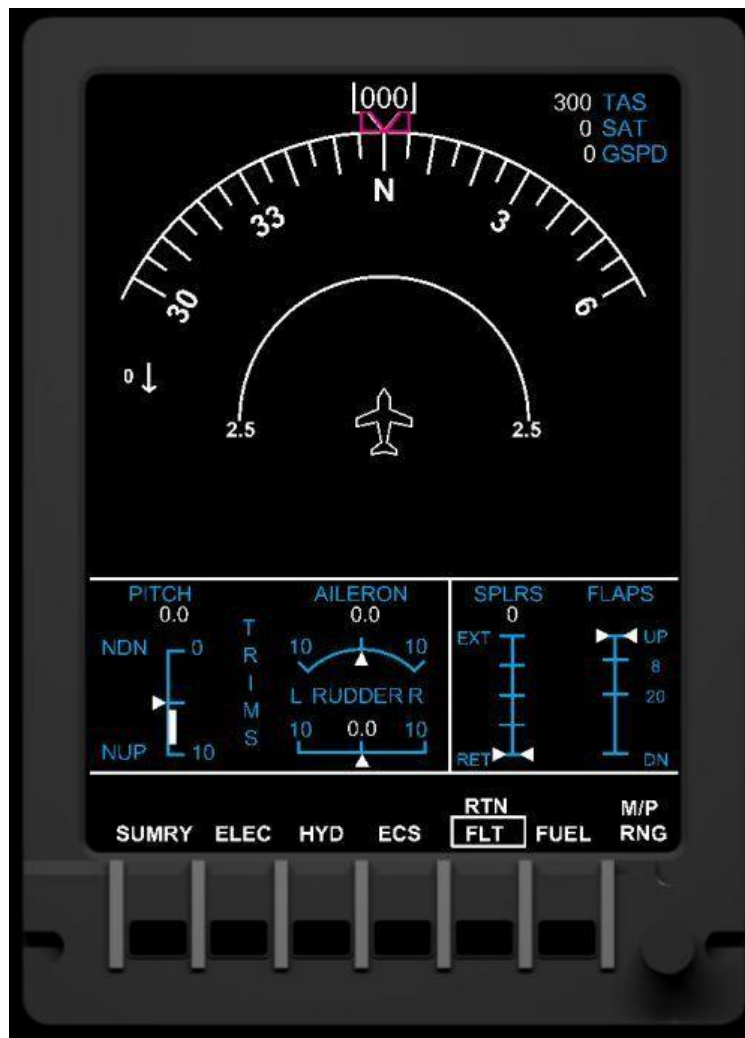 000
300 TAS
0 SAT
0 GSPD
30 33 N 3 6
0
2.5 2.5
PITCH AILERON SPLRS FLAPS
0.0 0.0 0
NDN 0 TRIMS 10 10 EXT UP
8
L RUDDER R 20
10 0.0 10
NUP 10 RET DN
RTN M/P
SUMRY ELEC HYD ECS FLT FUEL RNG